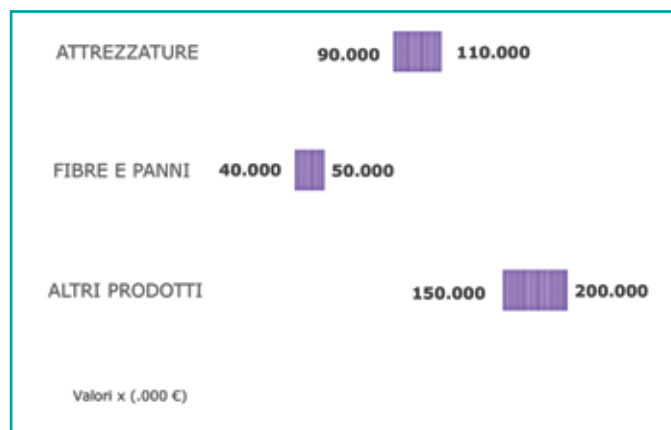 ATTREZZATURE 90.000 110.000
FIBRE E PANNI 40.000 50.000
ALTRI PRODOTTI 150.000 200.000
Valori x (.000 €)